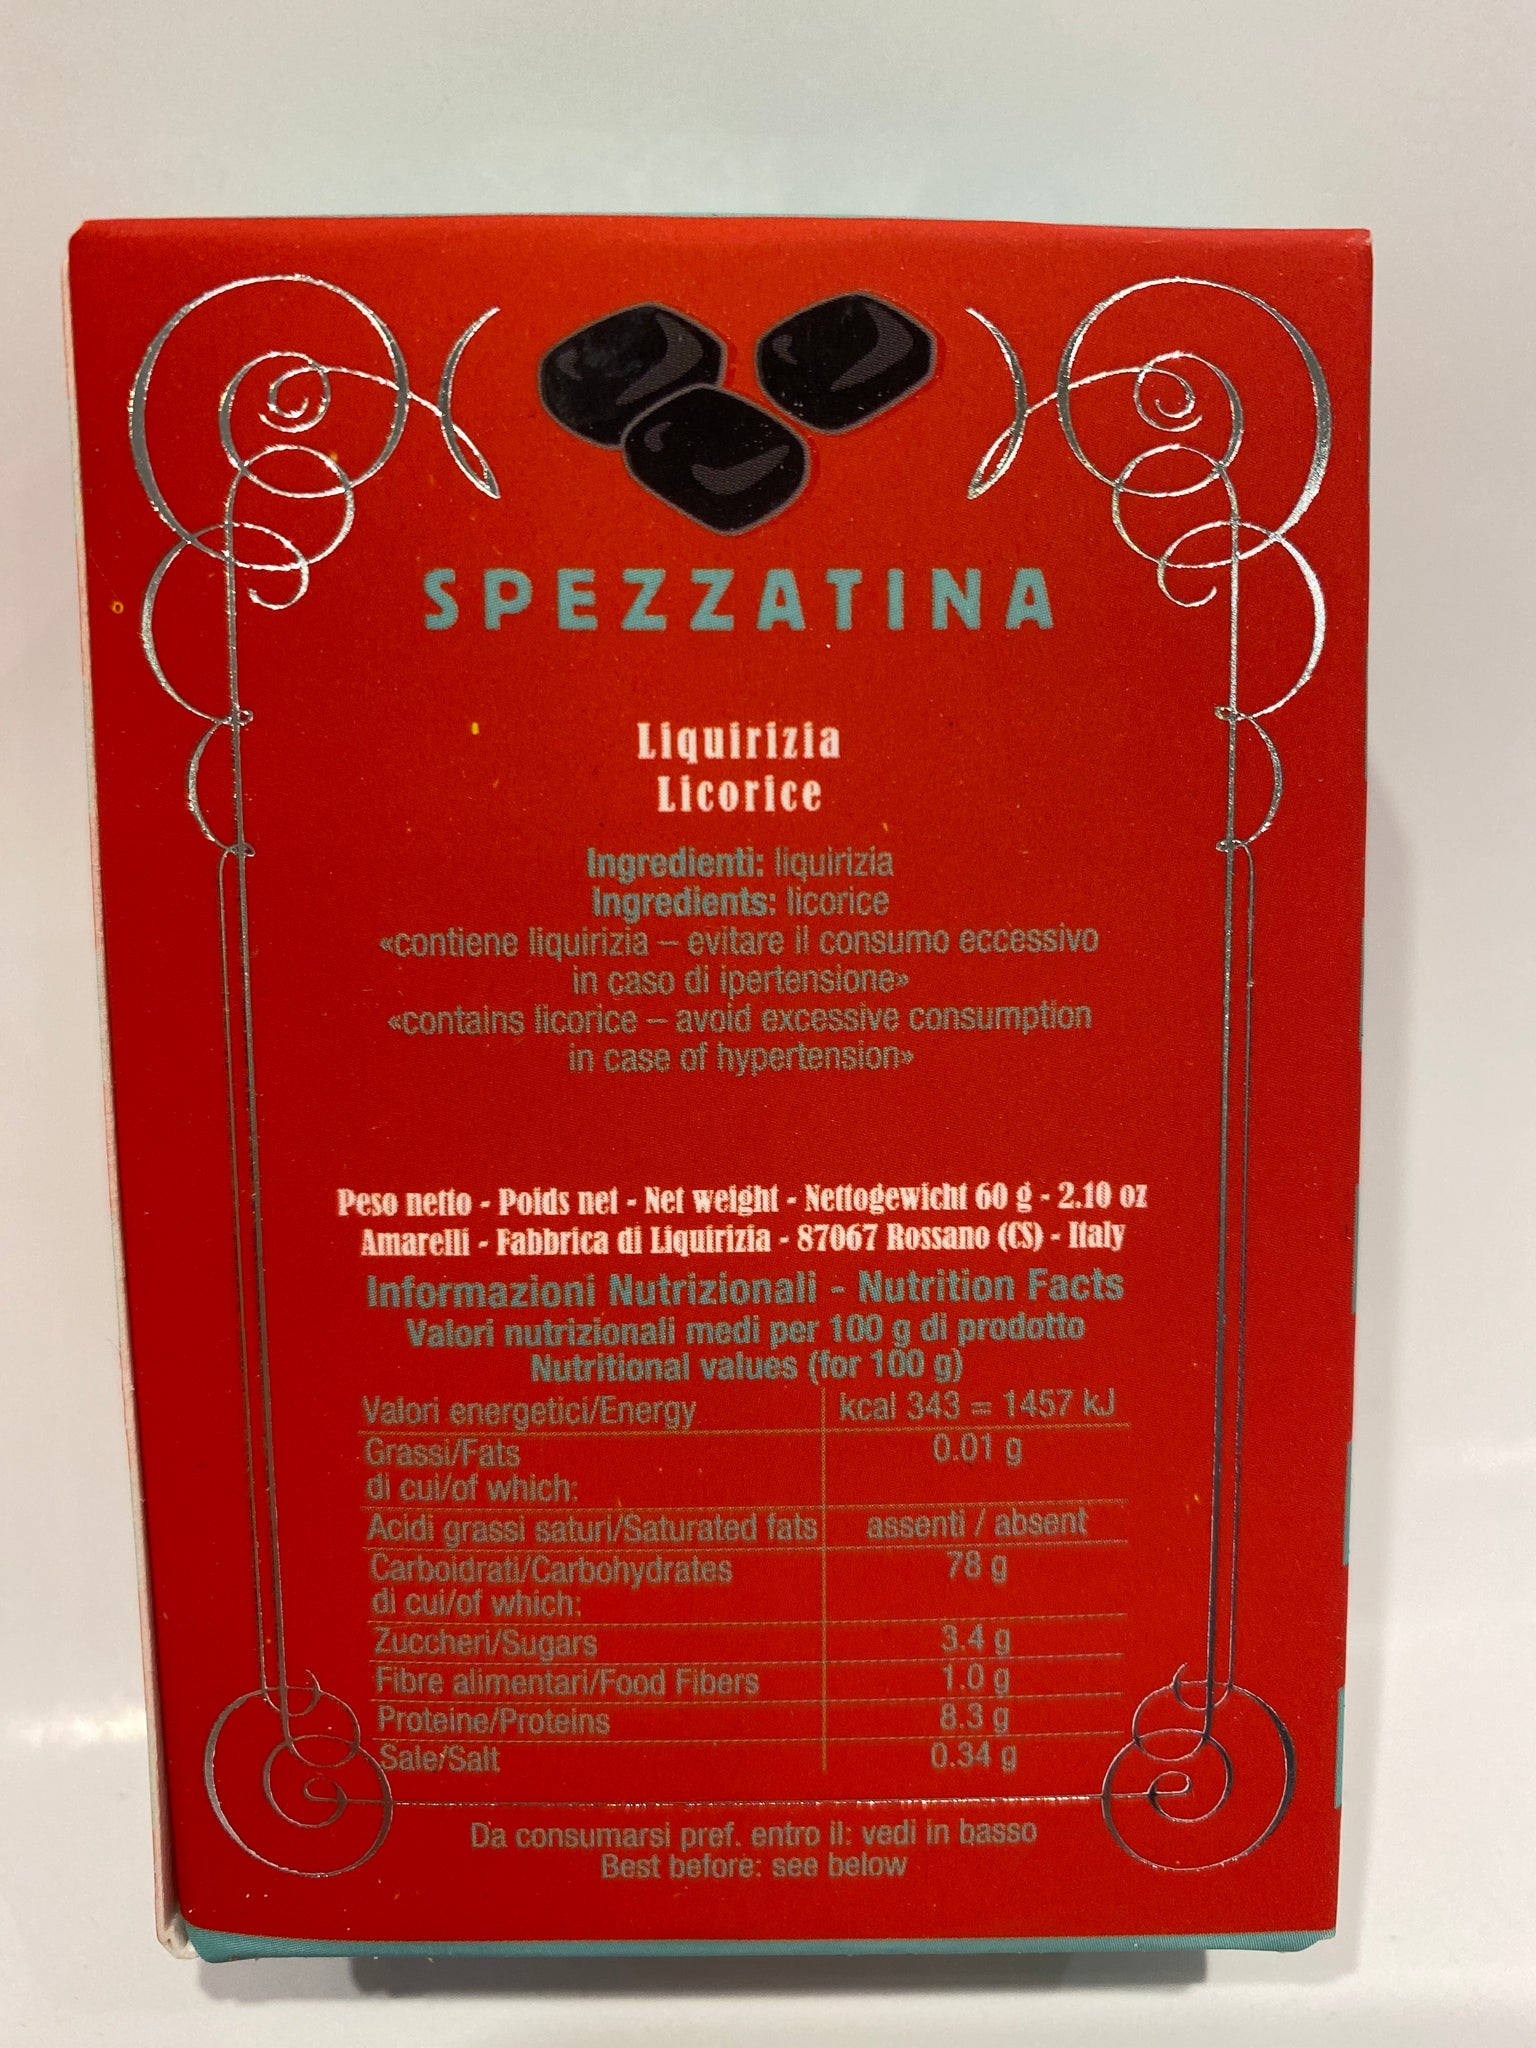 SPEZZATINA
Liquirizia
Licorice
Ingredienti: liquirizia
Ingredients: licorice
«contiene liquirizia – evitare il consumo eccessivo
in caso di ipertensione»
«contains licorice – avoid excessive consumption
in case of hypertension»
Peso netto - Poids net - Net weight - Nettogewicht 60 g - 2.10 oz
Amarelli - Fabbrica di Liquirizia - 87067 Rossano (CS) - Italy
Informazioni Nutrizionali - Nutrition Facts
Valori nutrizionali medi per 100 g di prodotto
Nutritional values (for 100 g)
Valori energetici/Energy kcal 343 = 1457 kJ
Grassi/Fats 0.01 g
di cui/of which:
Acidi grassi saturi/Saturated fats assenti / absent
Carboidrati/Carbohydrates 78 g
di cui/of which:
Zuccheri/Sugars 3.4 g
Fibre alimentari/Food Fibers 1.0 g
Proteine/Proteins 8.3 g
Sale/Salt 0.34 g
Da consumarsi pref. entro il: vedi in basso
Best before: see below